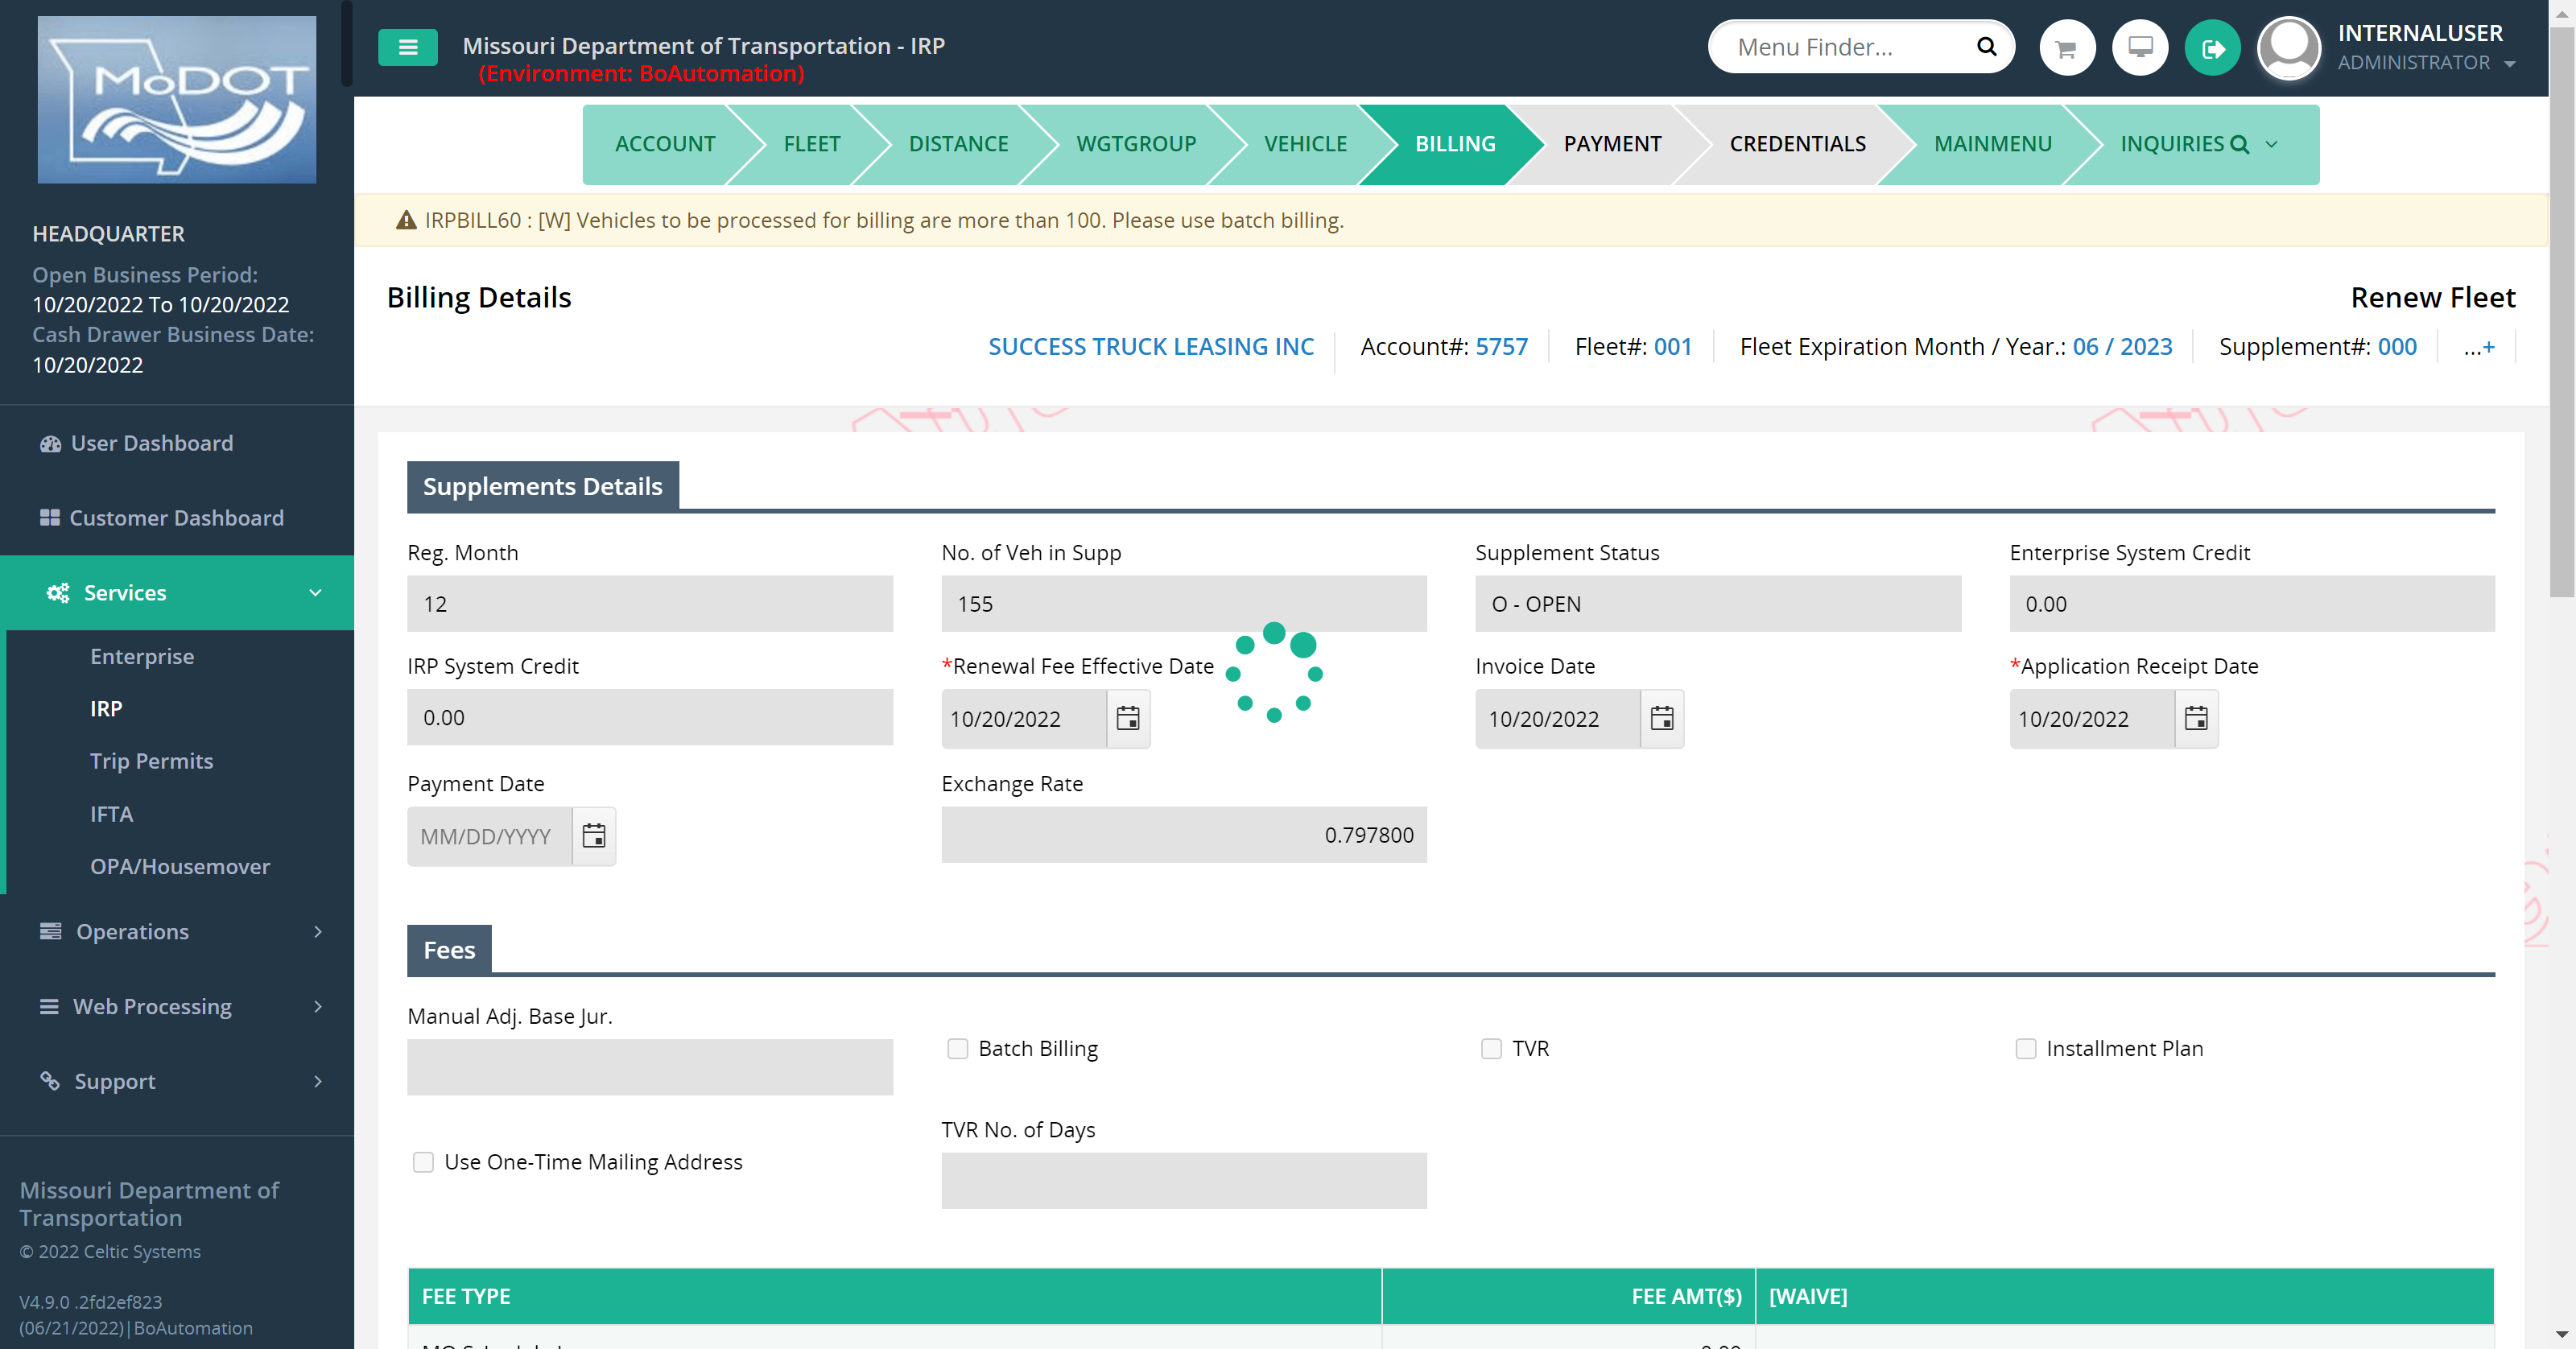 MoDOT
Missouri Department of Transportation - IRP
(Environment: BoAutomation)
Menu Finder...
INTERNALUSER
ADMINISTRATOR
ACCOUNT
FLEET
DISTANCE
WGTGROUP
VEHICLE
BILLING
PAYMENT
CREDENTIALS
MAINMENU
INQUIRIES
IRPBILL60 : [W] Vehicles to be processed for billing are more than 100. Please use batch billing.
HEADQUARTER
Open Business Period:
10/20/2022 To 10/20/2022
Cash Drawer Business Date:
10/20/2022
User Dashboard
Customer Dashboard
Services
Enterprise
IRP
Trip Permits
IFTA
OPA/Housemover
Operations
Web Processing
Support
Missouri Department of
Transportation
© 2022 Celtic Systems
V4.9.0 .2fd2ef823
(06/21/2022)|BoAutomation
Billing Details
Renew Fleet
SUCCESS TRUCK LEASING INC
Account#: 5757
Fleet#: 001
Fleet Expiration Month / Year.: 06 / 2023
Supplement#: 000
...+
Supplements Details
Reg. Month
12
No. of Veh in Supp
155
Supplement Status
O - OPEN
Enterprise System Credit
0.00
IRP System Credit
0.00
*Renewal Fee Effective Date
10/20/2022
Invoice Date
10/20/2022
*Application Receipt Date
10/20/2022
Payment Date
MM/DD/YYYY
Exchange Rate
0.797800
Fees
Manual Adj. Base Jur.
Batch Billing
TVR
Installment Plan
Use One-Time Mailing Address
TVR No. of Days
FEE TYPE
FEE AMT($)
[WAIVE]